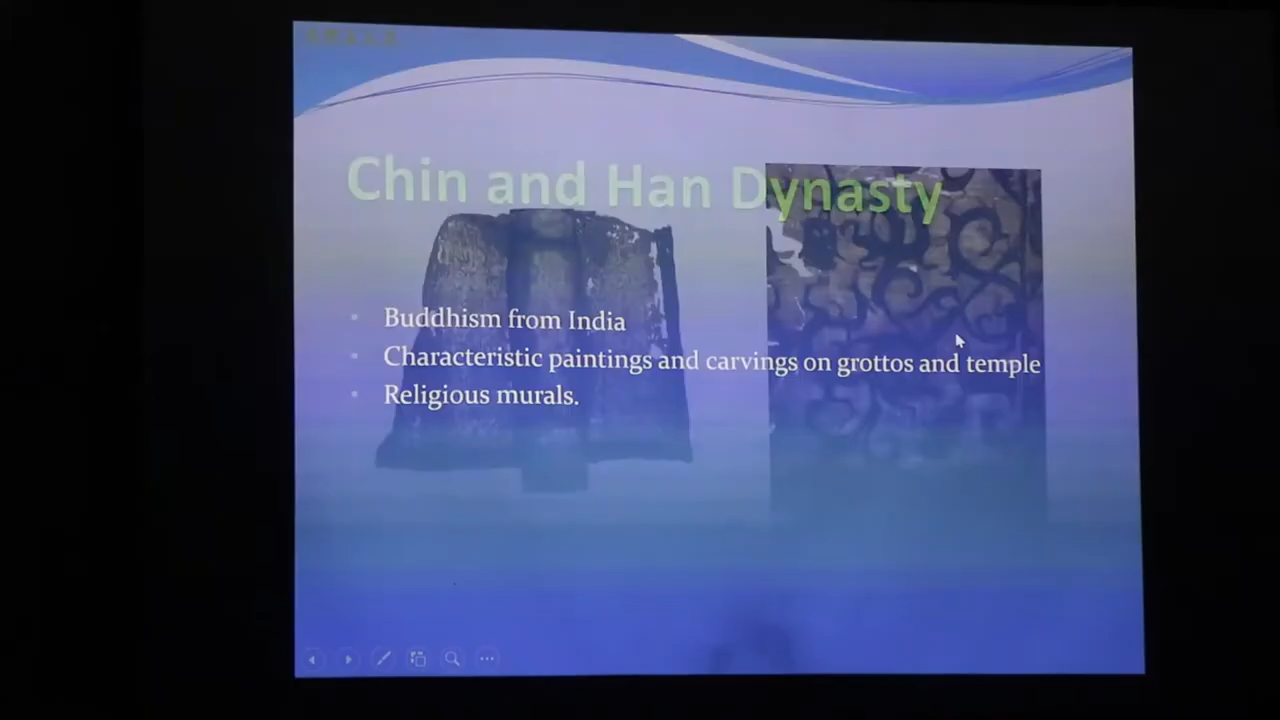 Chin and Han Dynasty
Buddhism from India
Characteristic paintings and carvings on grottos and temple
Religious murals.